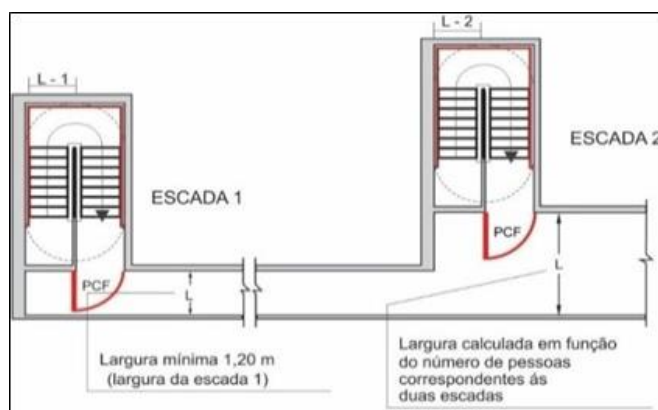 L - 1
L - 2
ESCADA 1
ESCADA 2
PCF
L
PCF
L
Largura mínima 1,20 m
(largura da escada 1)
Largura calculada em função
do número de pessoas
correspondentes ás
duas escadas